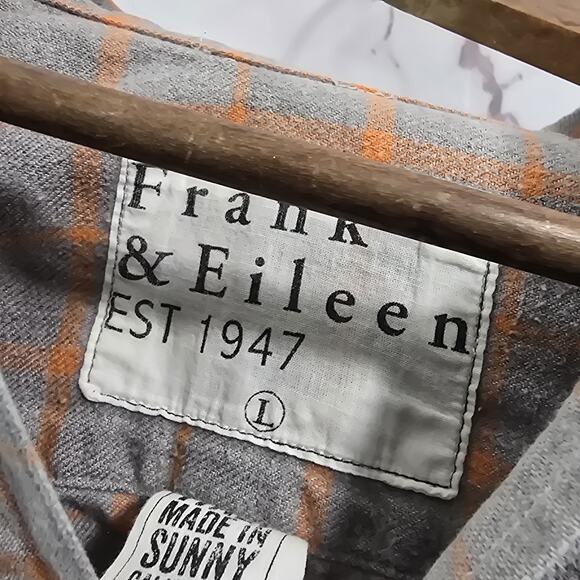 Frank
& Eileen
EST 1947
L
MADE IN
SUNNY